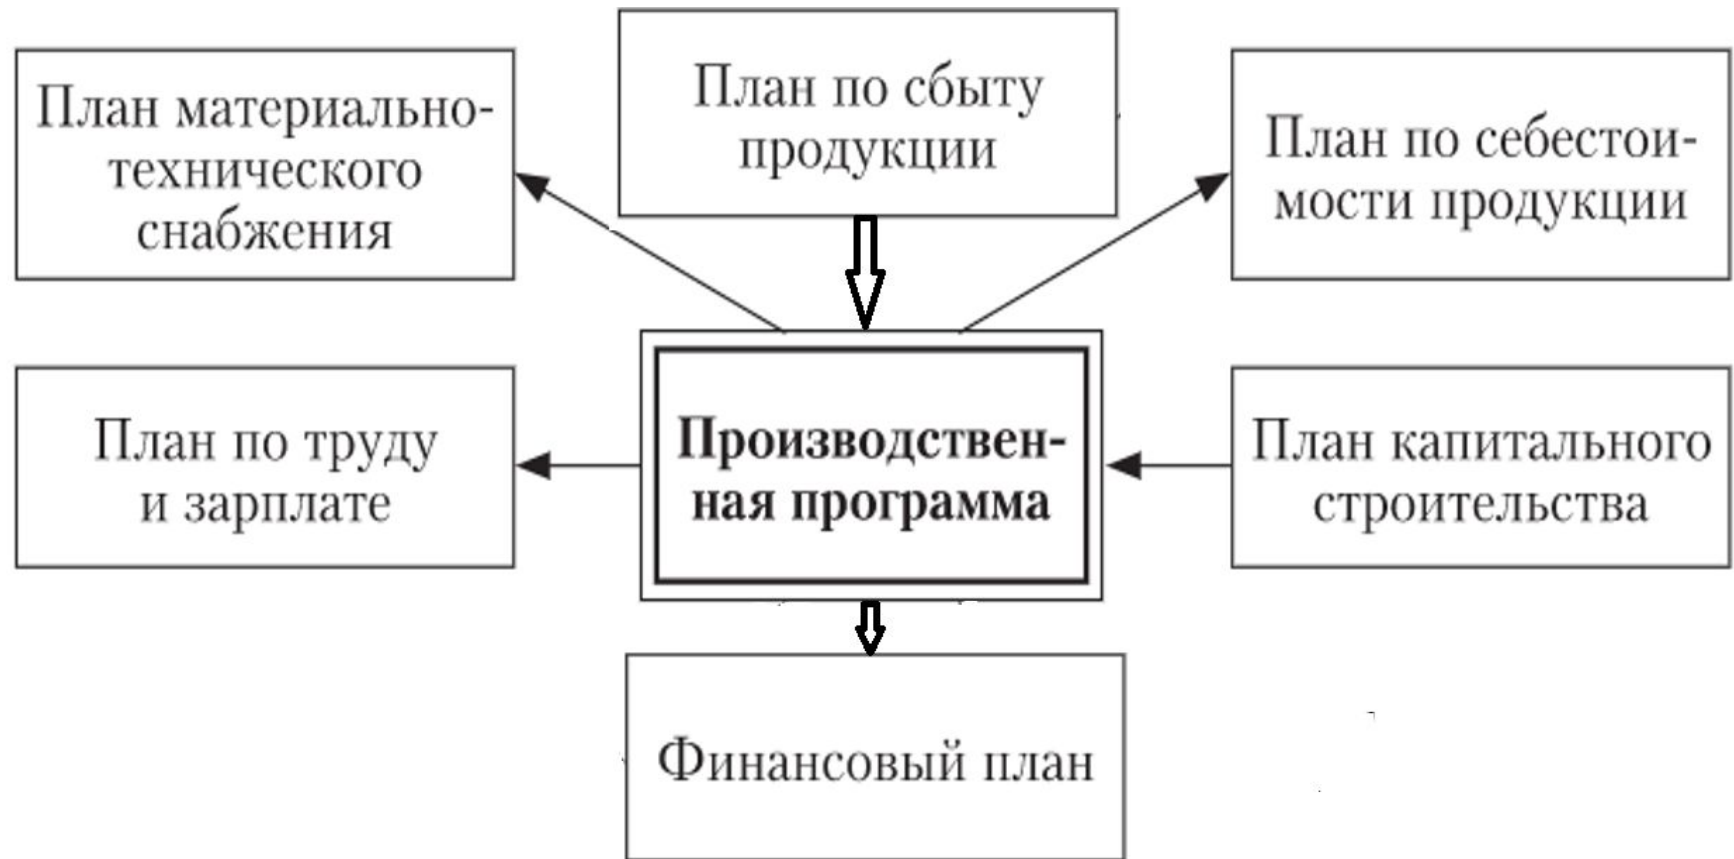 План материально-
технического
снабжения
План по сбыту
продукции
План по себестои-
мости продукции
План по труду
и зарплате
Производствен-
ная программа
План капитального
строительства
Финансовый план